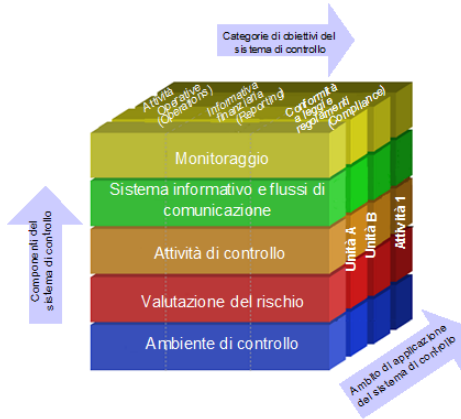 Categorie di obiettivi del
sistema di controllo
Attività
Operative
(Operations)
Informativa
finanziaria
(Reporting)
Conformità
a leggi e
regolamenti
(Compliance)
Monitoraggio
Sistema informativo e flussi di
comunicazione
Attività di controllo
Valutazione del rischio
Ambiente di controllo
Unità A
Unità B
Attività 1
Componenti del
sistema di controllo
Ambito di applicazione
del sistema di controllo